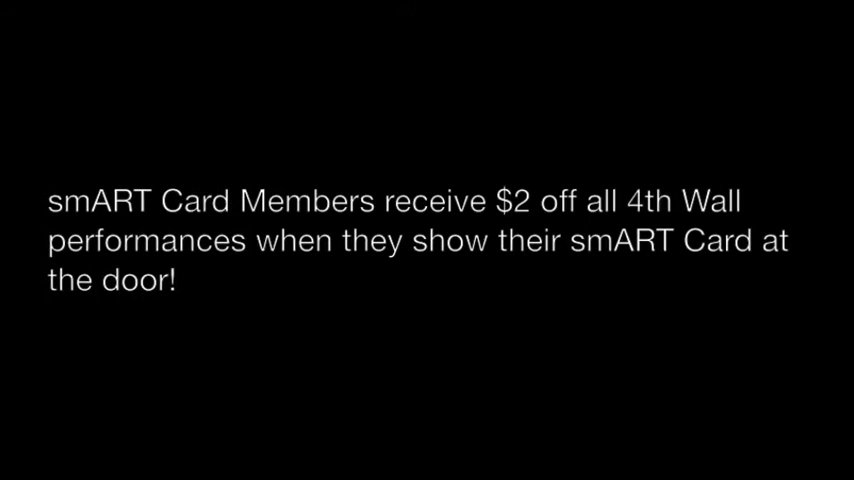 smART Card Members receive $2 off all 4th Wall
performances when they show their smART Card at
the door!